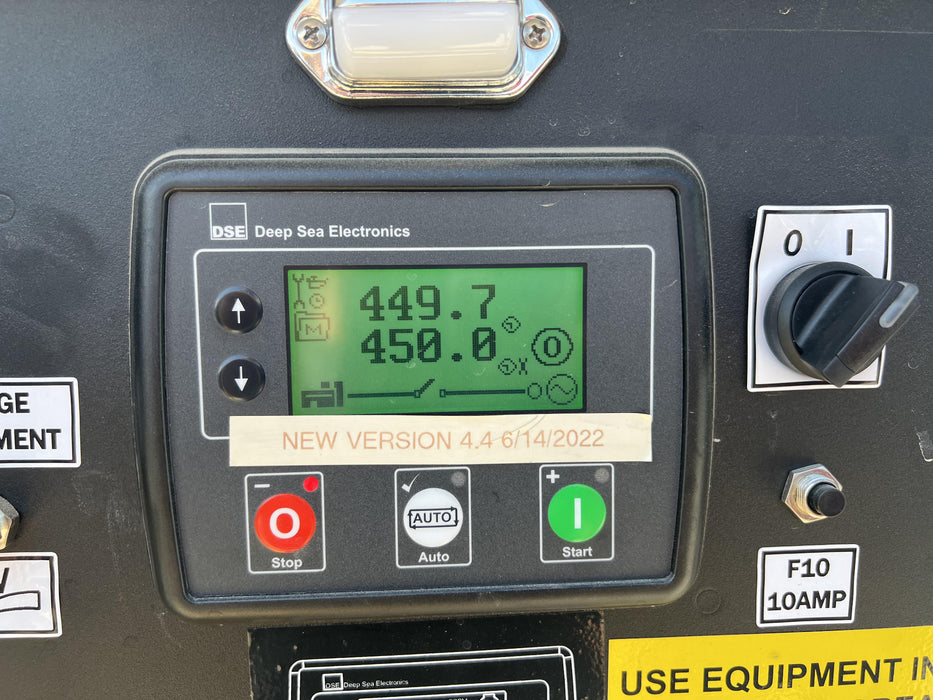 DSE Deep Sea Electronics
O I
449.7
450.0
M
O
GE
MENT
NEW VERSION 4.4 6/14/2022
- +
O
AUTO
I
Stop
Auto
Start
F10
10AMP
DSE Deep Sea Electronics
USE EQUIPMENT IN